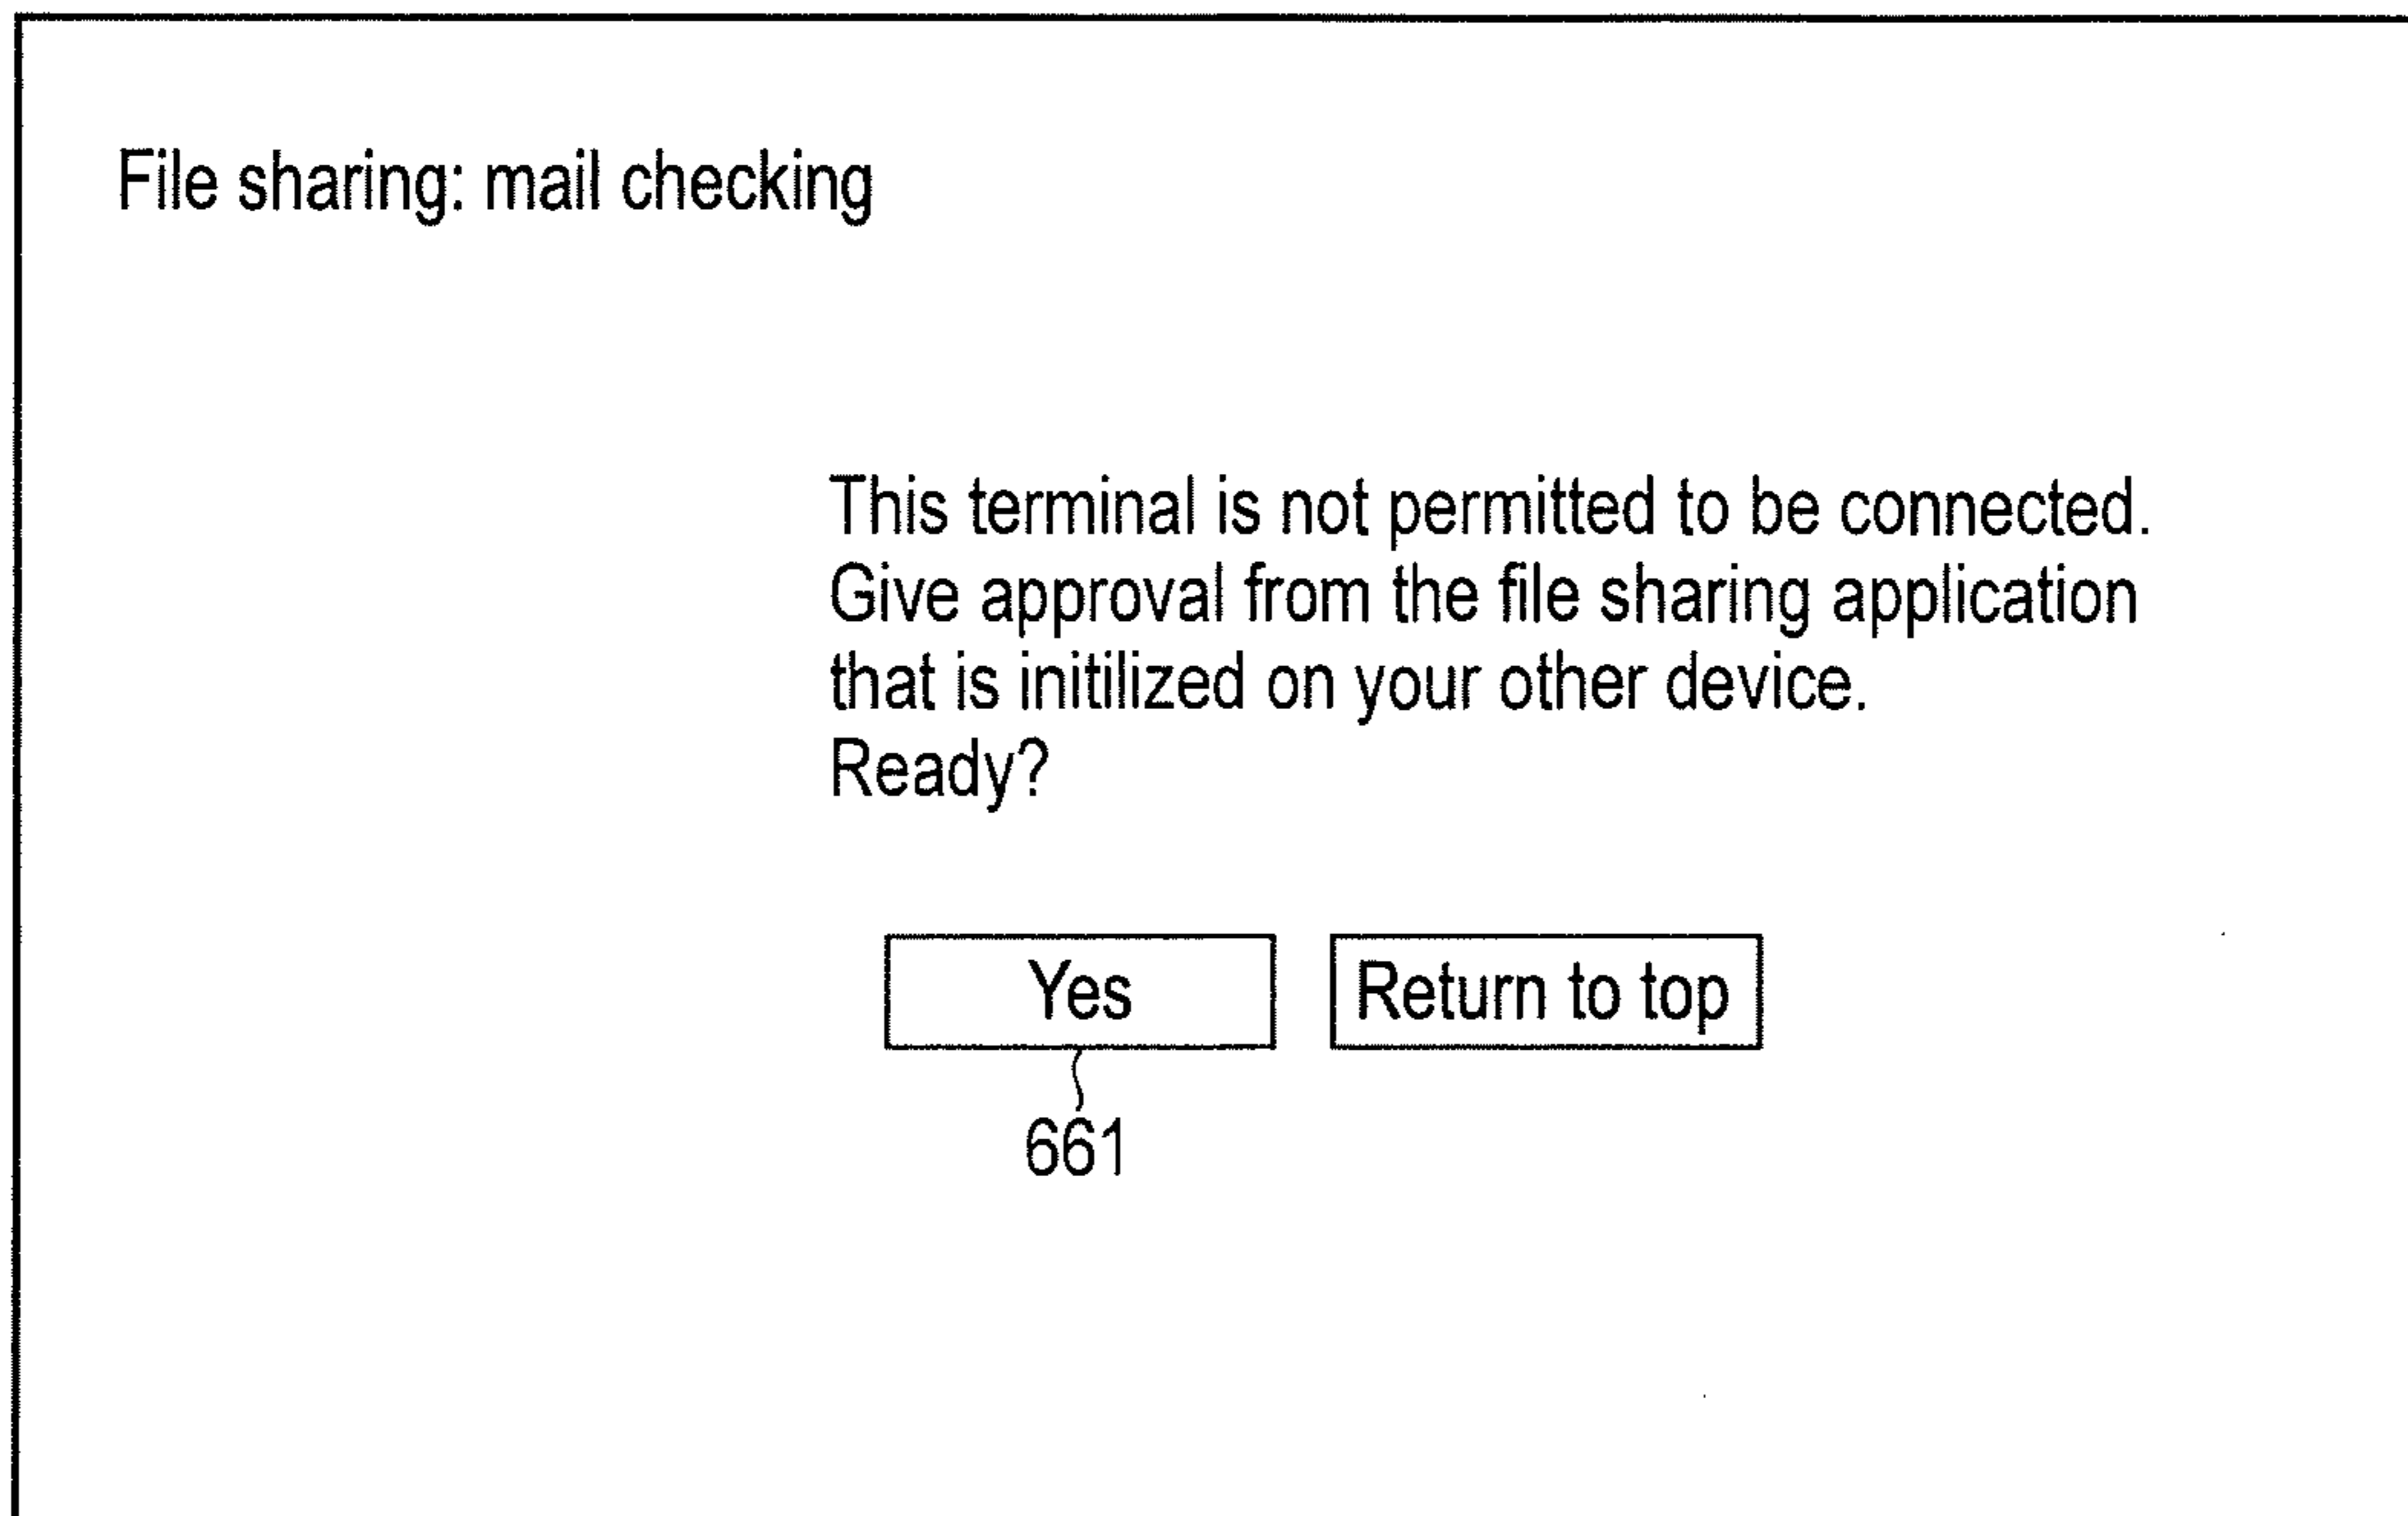 File sharing: mail checking
This terminal is not permitted to be connected.
Give approval from the file sharing application
that is initilized on your other device.
Ready?
Yes
Return to top
661